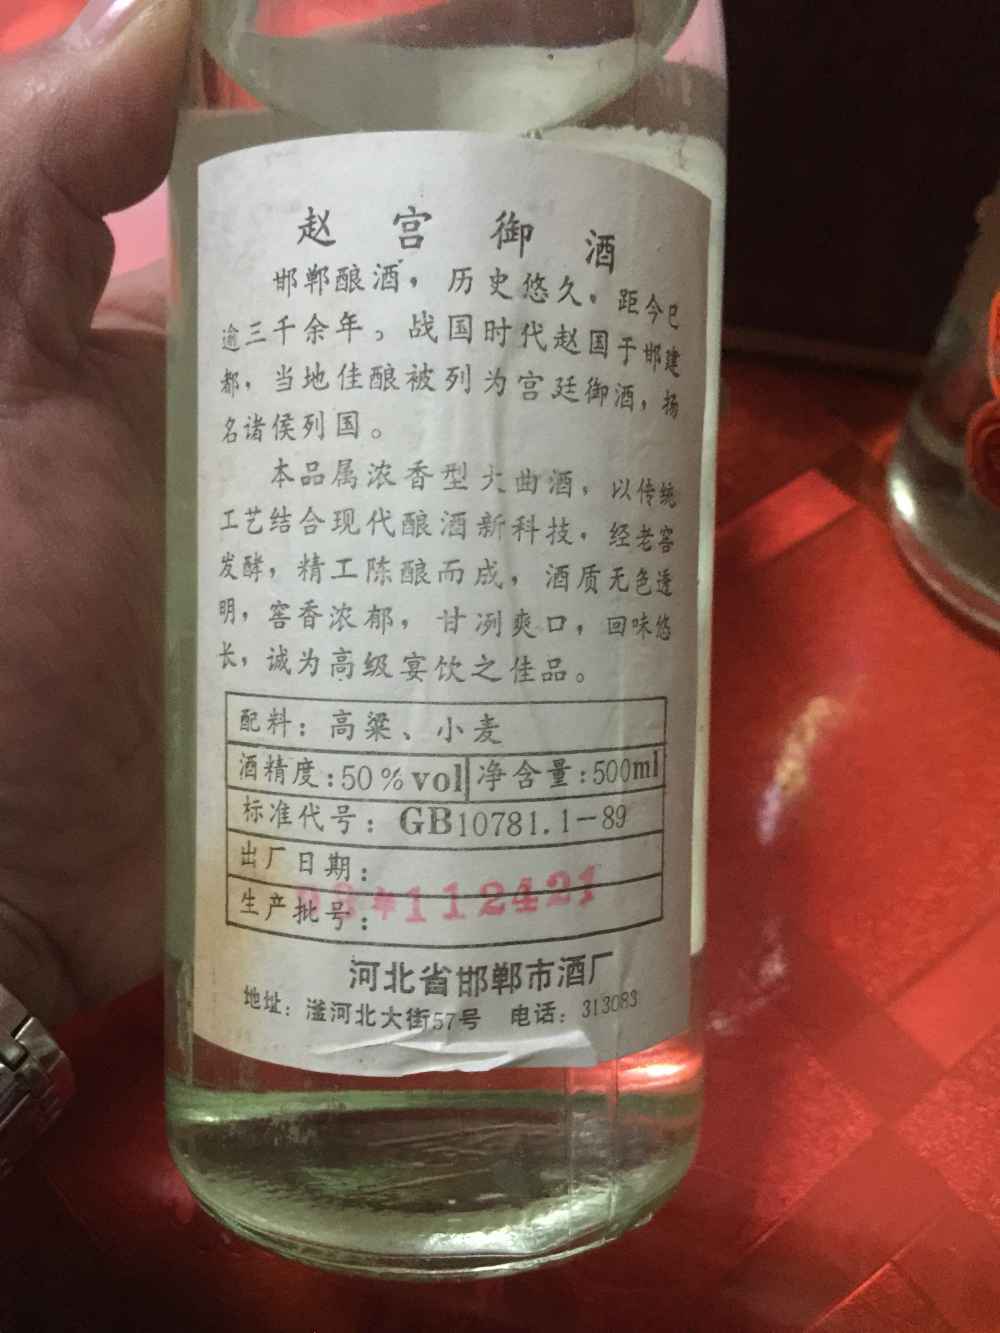 赵宫御酒
邯郸酿酒，历史悠久，距今已
逾三千余年。战国时代赵国于邯建
都，当地佳酿被列为宫廷御酒，扬
名诸侯列国。
本品属浓香型大曲酒，以传统
工艺结合现代酿酒新科技，经老窖
发酵，精工陈酿而成，酒质无色透
明，窖香浓郁，甘冽爽口，回味悠
长，诚为高级宴饮之佳品。
配料：高粱、小麦
酒精度:50%vol 净含量:500ml
标准代号：GB10781.1-89
出厂日期：
生产批号：
112421
河北省邯郸市酒厂
地址：滏河北大街57号 电话：313083